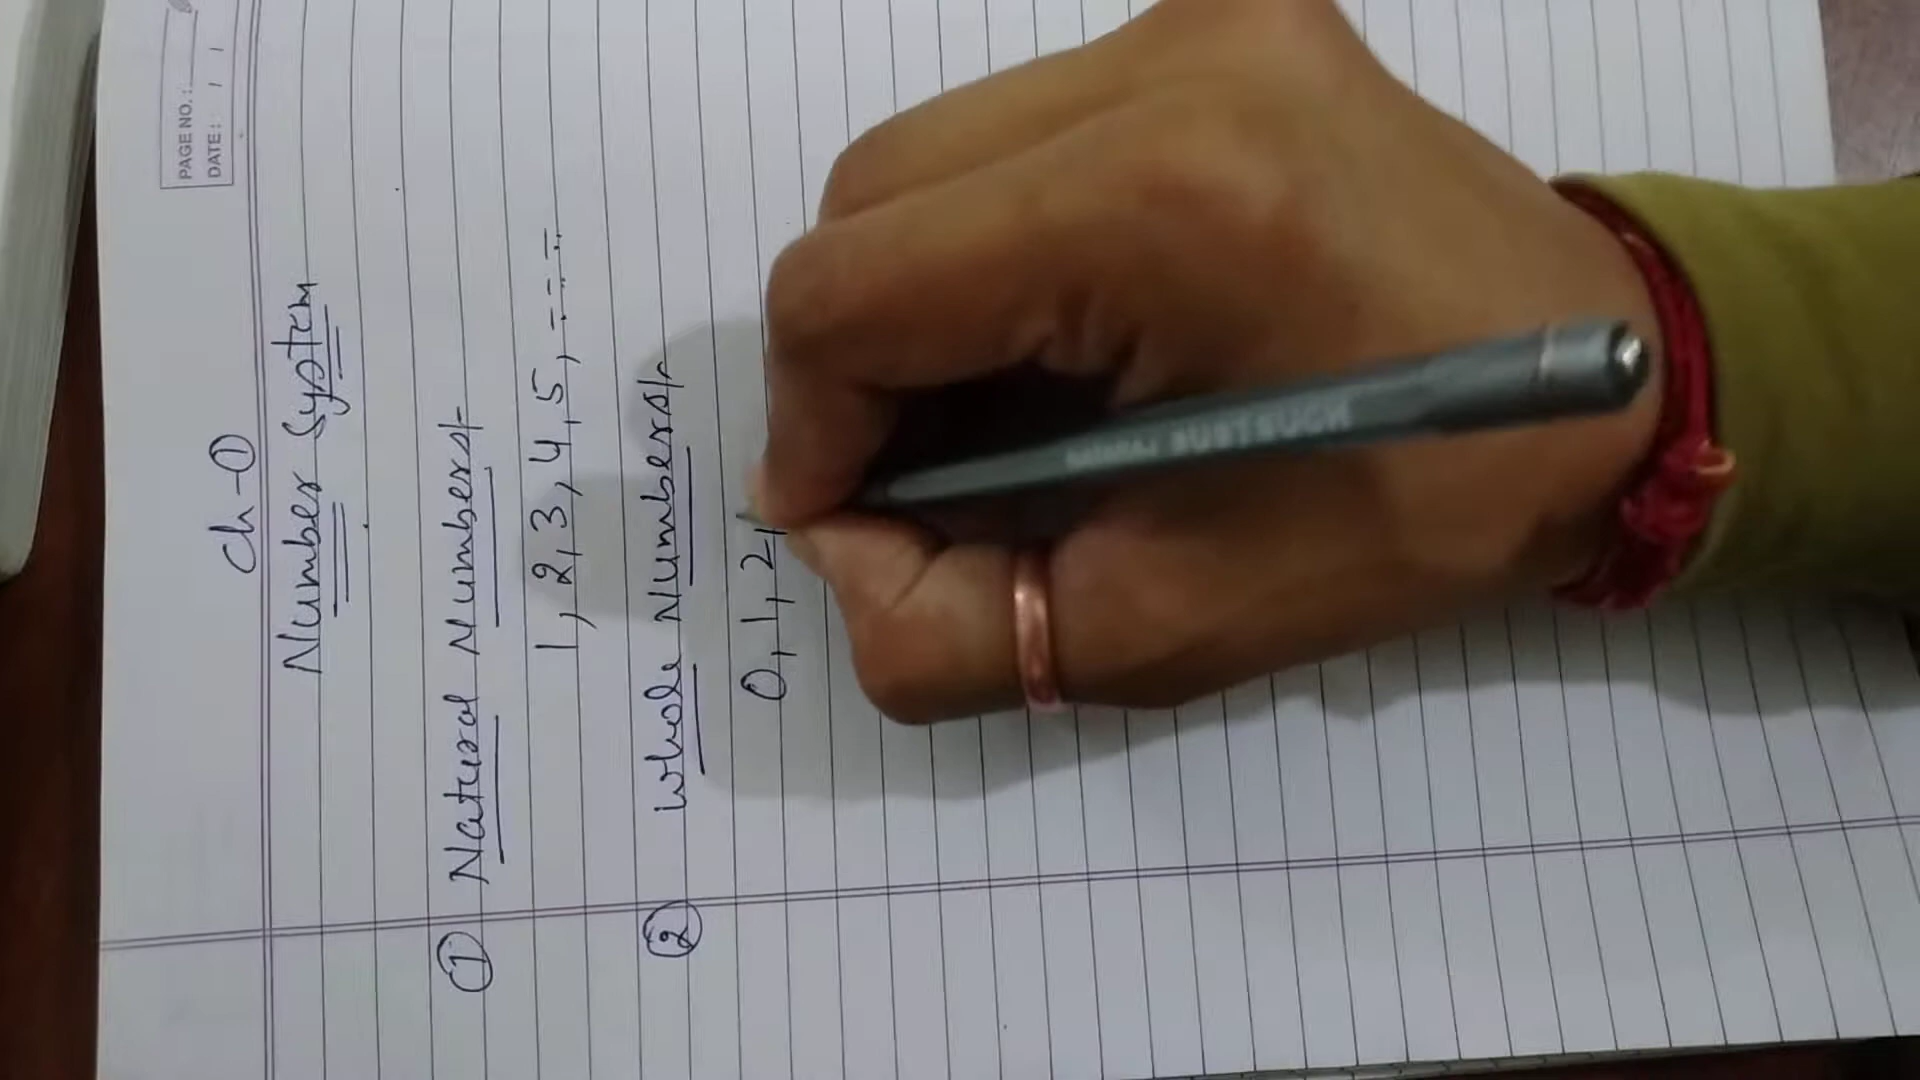 PAGE NO.:
DATE: / /
Ch-①
Number System
① Natural Numbers:-
1, 2, 3, 4, 5, ----
② Whole Numbers:-
0, 1, 2,